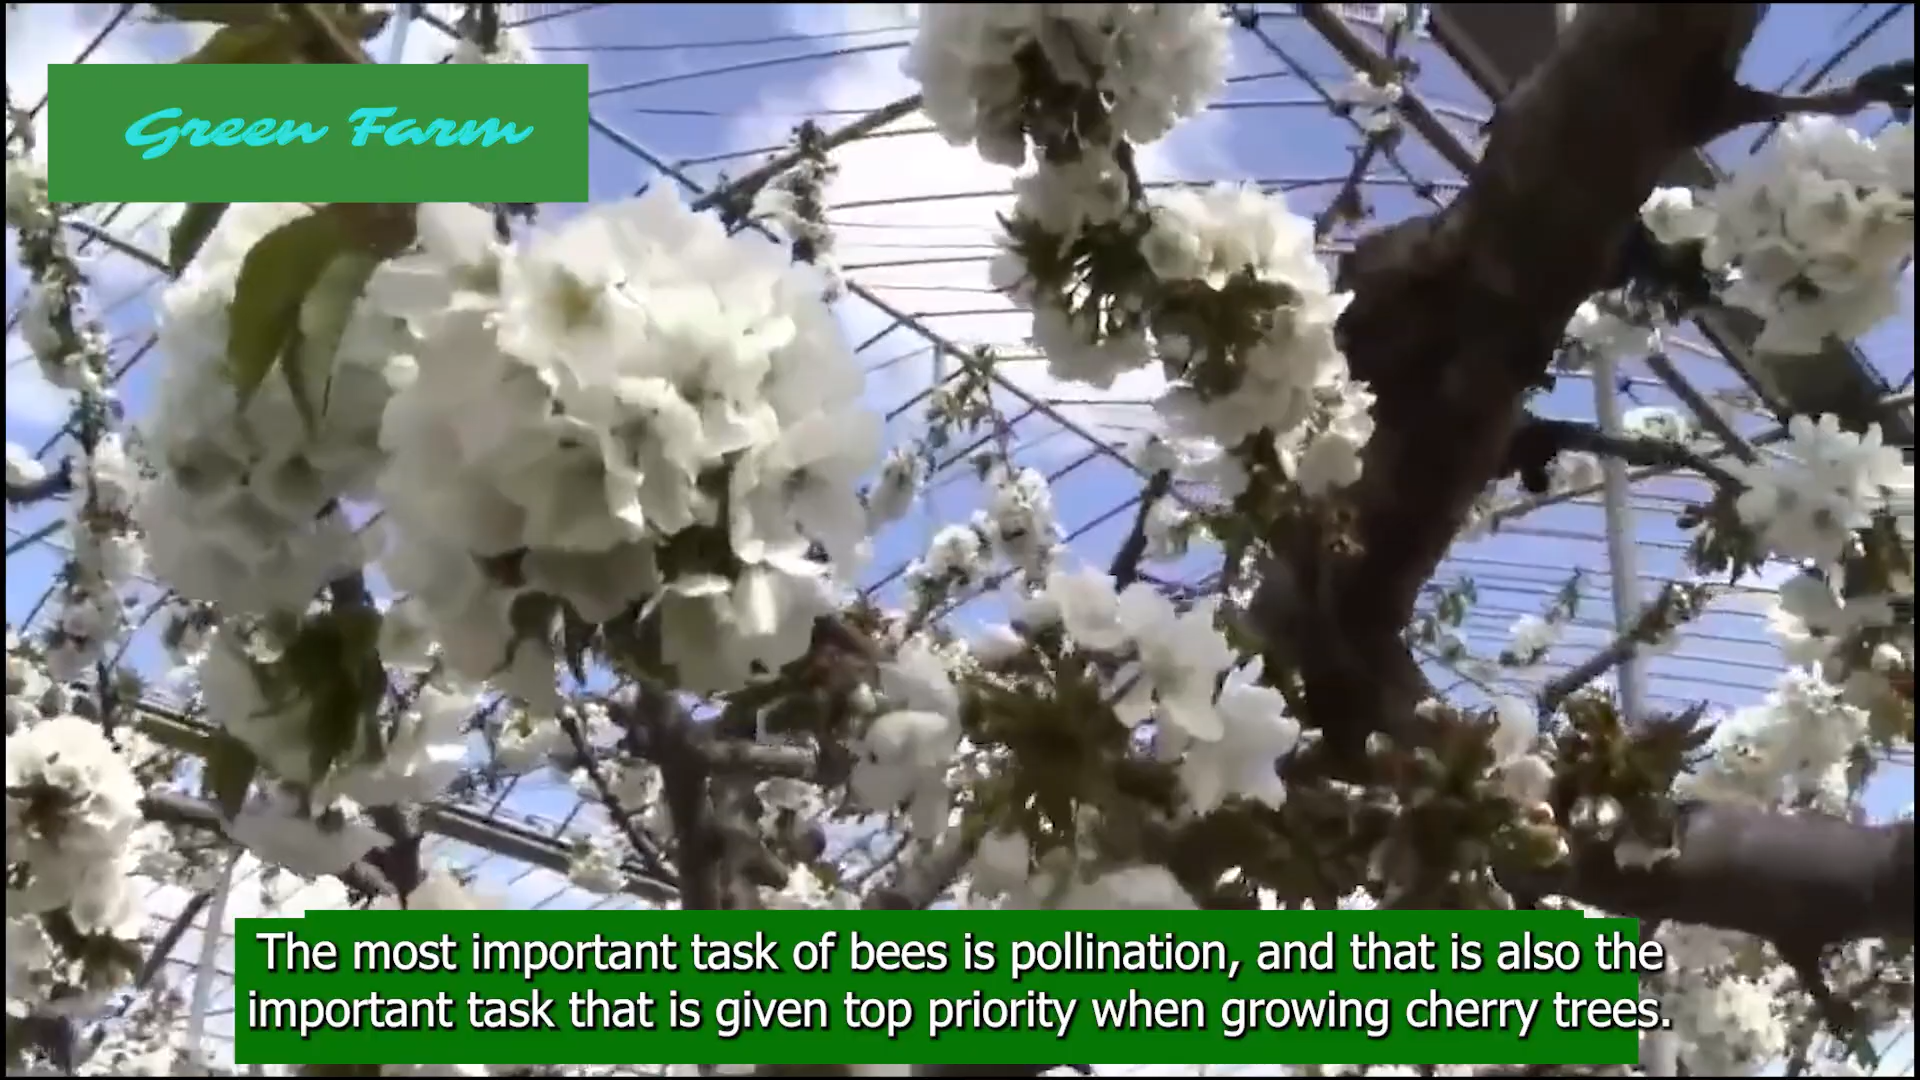 Green Farm
The most important task of bees is pollination, and that is also the
important task that is given top priority when growing cherry trees.